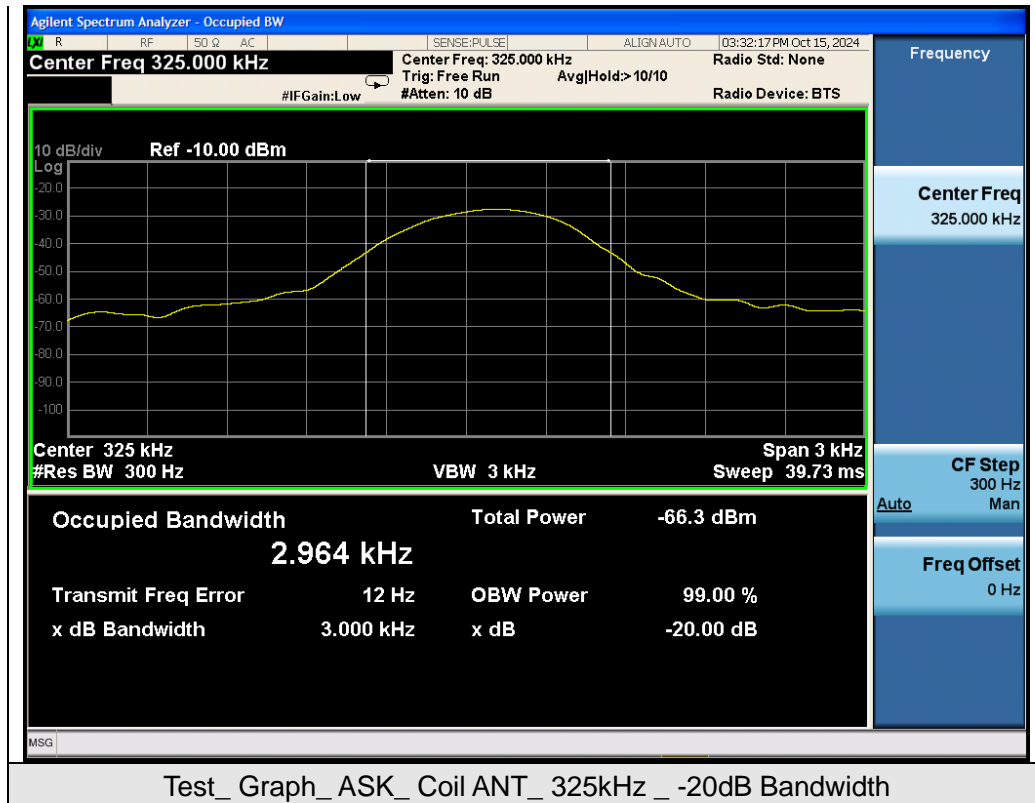 Agilent Spectrum Analyzer - Occupied BW
LXI R RF 50 Ω AC SENSE:PULSE ALIGN AUTO 03:32:17 PM Oct 15, 2024
Center Freq 325.000 kHz
Center Freq: 325.000 kHz
Radio Std: None
Trig: Free Run Avg|Hold:>10/10
#IFGain:Low
#Atten: 10 dB
Radio Device: BTS
10 dB/div Ref -10.00 dBm
Log
-20.0
-30.0
-40.0
-50.0
-60.0
-70.0
-80.0
-90.0
-100
Center 325 kHz Span 3 kHz
#Res BW 300 Hz VBW 3 kHz Sweep 39.73 ms
Occupied Bandwidth Total Power -66.3 dBm
2.964 kHz
Transmit Freq Error 12 Hz OBW Power 99.00 %
x dB Bandwidth 3.000 kHz x dB -20.00 dB
MSG
Frequency
Center Freq
325.000 kHz
CF Step
300 Hz
Auto Man
Freq Offset
0 Hz
Test_ Graph_ ASK_ Coil ANT_ 325kHz _ -20dB Bandwidth